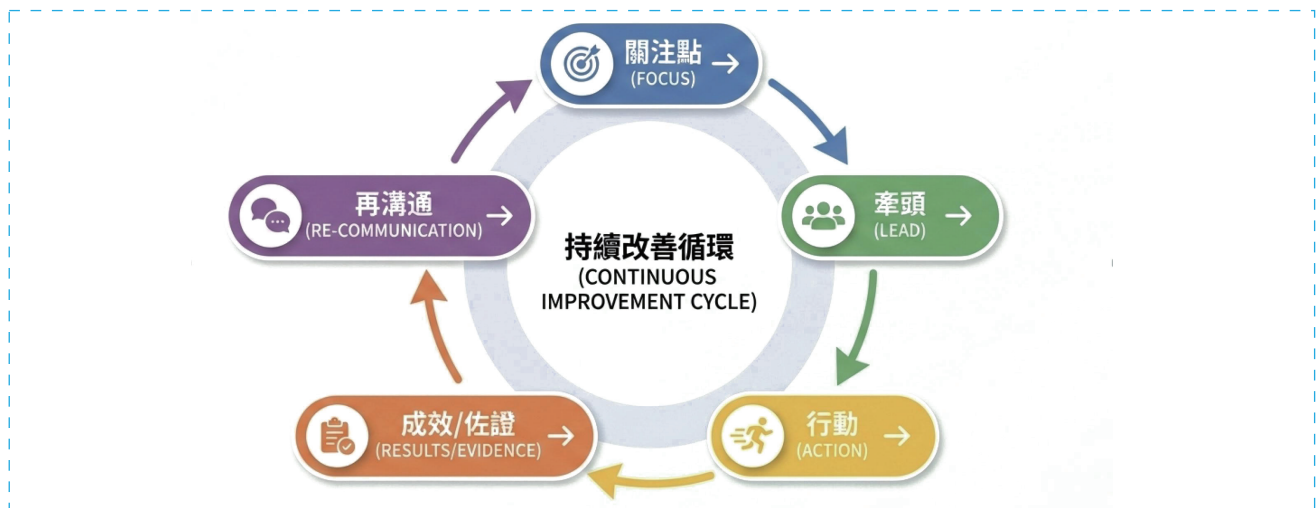 關注點
(FOCUS)
牽頭
(LEAD)
行動
(ACTION)
成效/佐證
(RESULTS/EVIDENCE)
再溝通
(RE-COMMUNICATION)
持續改善循環
(CONTINUOUS
IMPROVEMENT CYCLE)